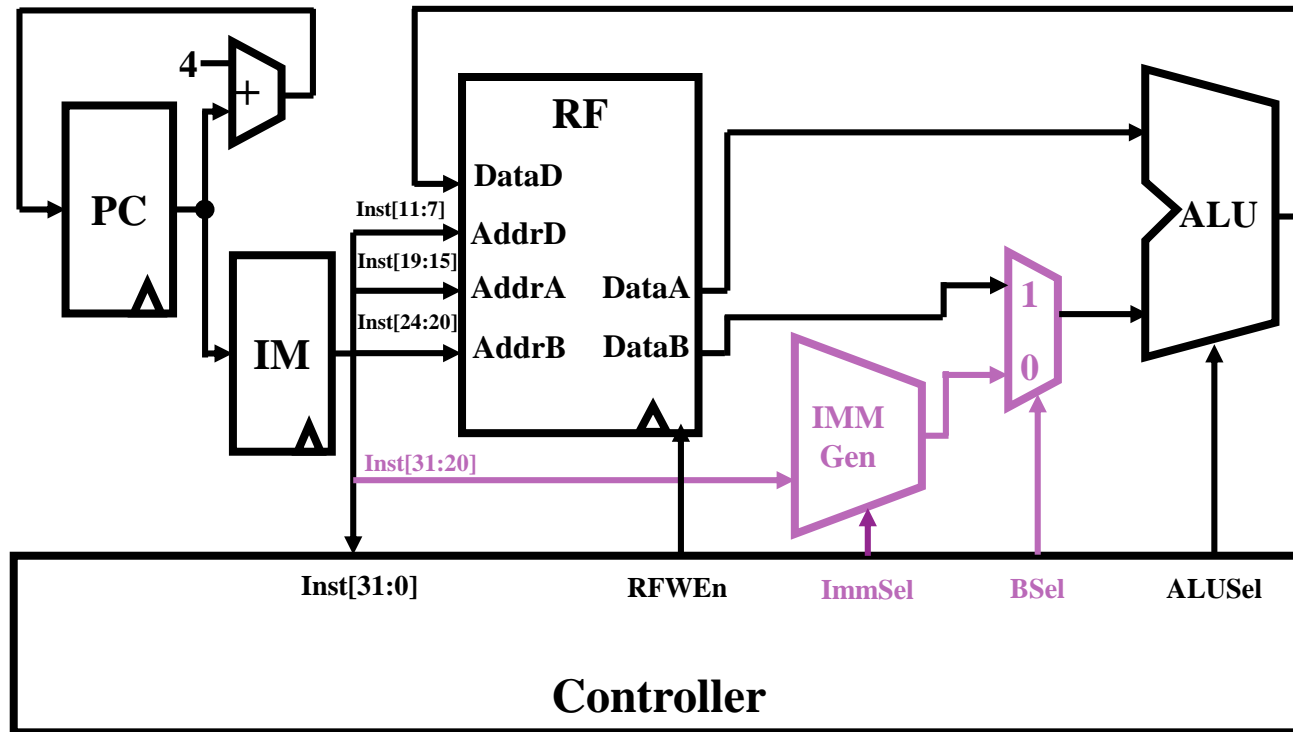 4
+
RF
PC
DataD
Inst[11:7]
AddrD
ALU
Inst[19:15]
AddrA
DataA
1
Inst[24:20]
IM
AddrB
DataB
0
IMM
Gen
Inst[31:20]
Inst[31:0]
RFWEn
ImmSel
BSel
ALUSel
Controller